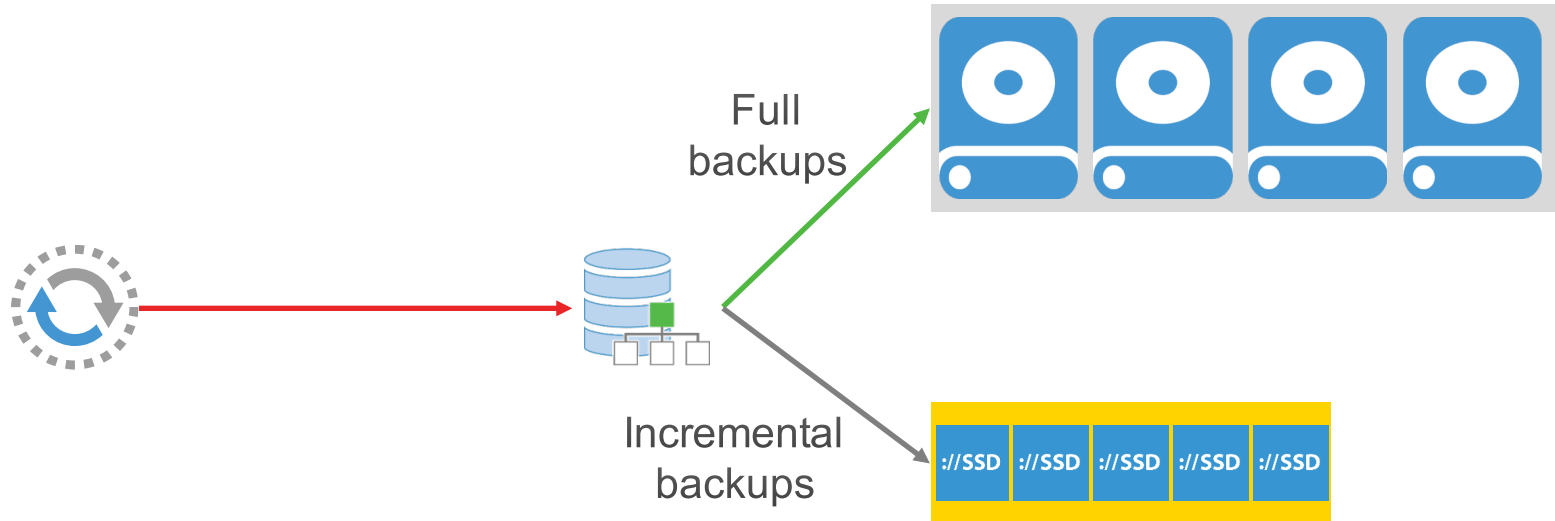 Full
backups
Incremental
backups
://SSD ://SSD ://SSD ://SSD ://SSD